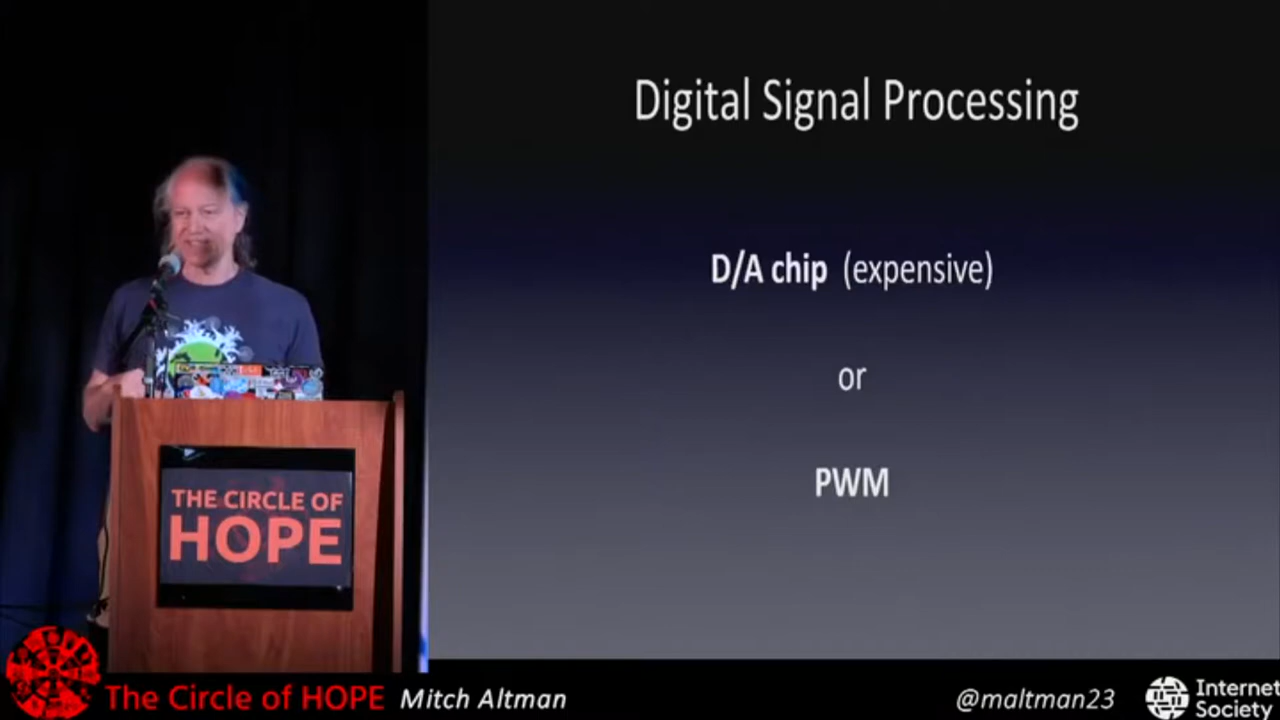 Digital Signal Processing
D/A chip (expensive)
or
PWM
THE CIRCLE OF
HOPE
The Circle of HOPE
Mitch Altman
@maltman23
Internet
Society